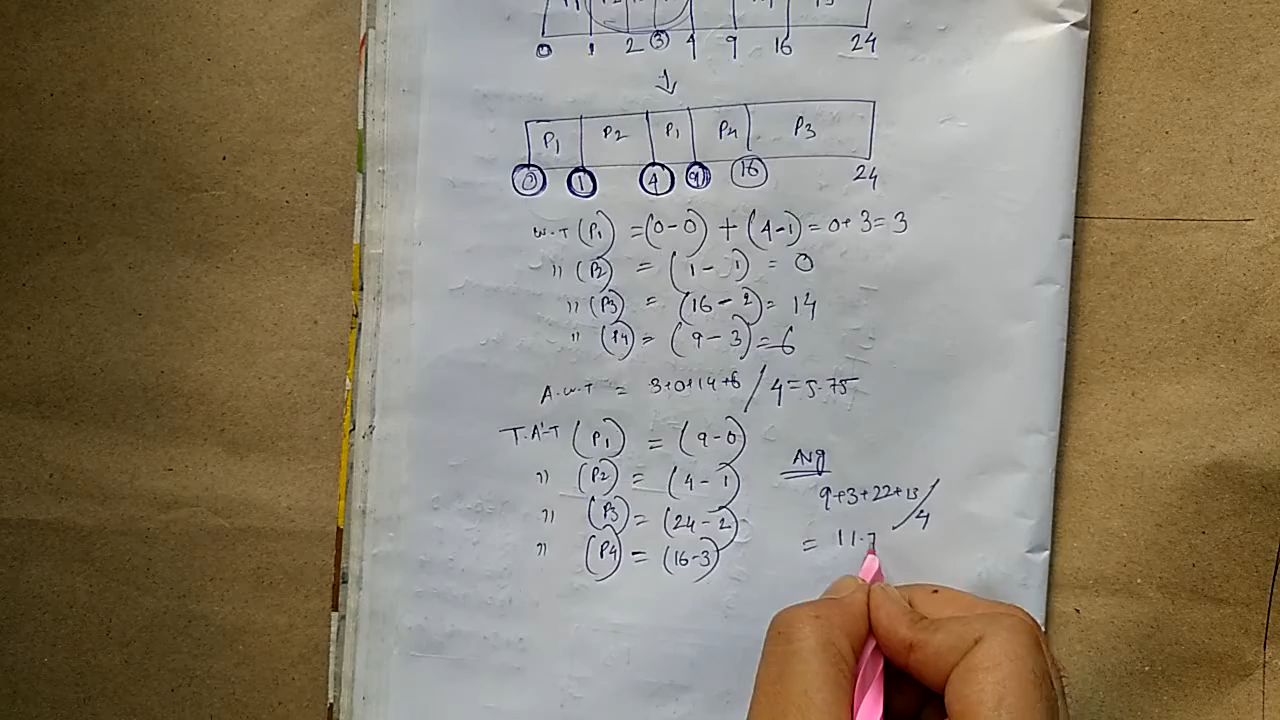 0 1 2 3 4 9 16 24
P1 P2 P1 P4 P3
0 1 4 9 16 24
W.T (P1) = (0-0) + (4-1) = 0+3 = 3
" (P2) = (1-1) = 0
" (P3) = (16-2) = 14
" (P4) = (9-3) = 6
A.W.T = 3+0+14+6 / 4 = 5.75
T.A.T (P1) = (9-0)
" (P2) = (4-1)
" (P3) = (24-2)
" (P4) = (16-3)
Avg
9+3+22+13/4
= 11.7